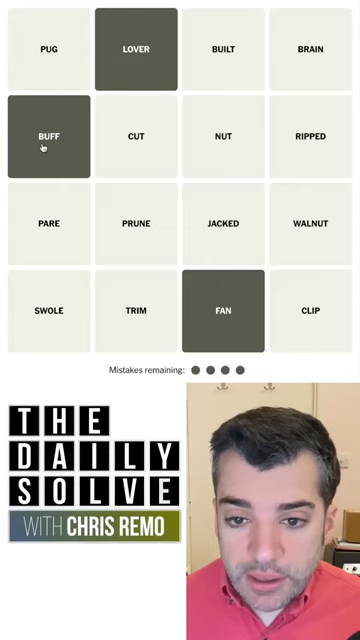 PUG LOVER BUILT BRAIN
BUFF CUT NUT RIPPED
PARE PRUNE JACKED WALNUT
SWOLE TRIM FAN CLIP
Mistakes remaining:
THE
DAILY
SOLVE
WITH CHRIS REMO